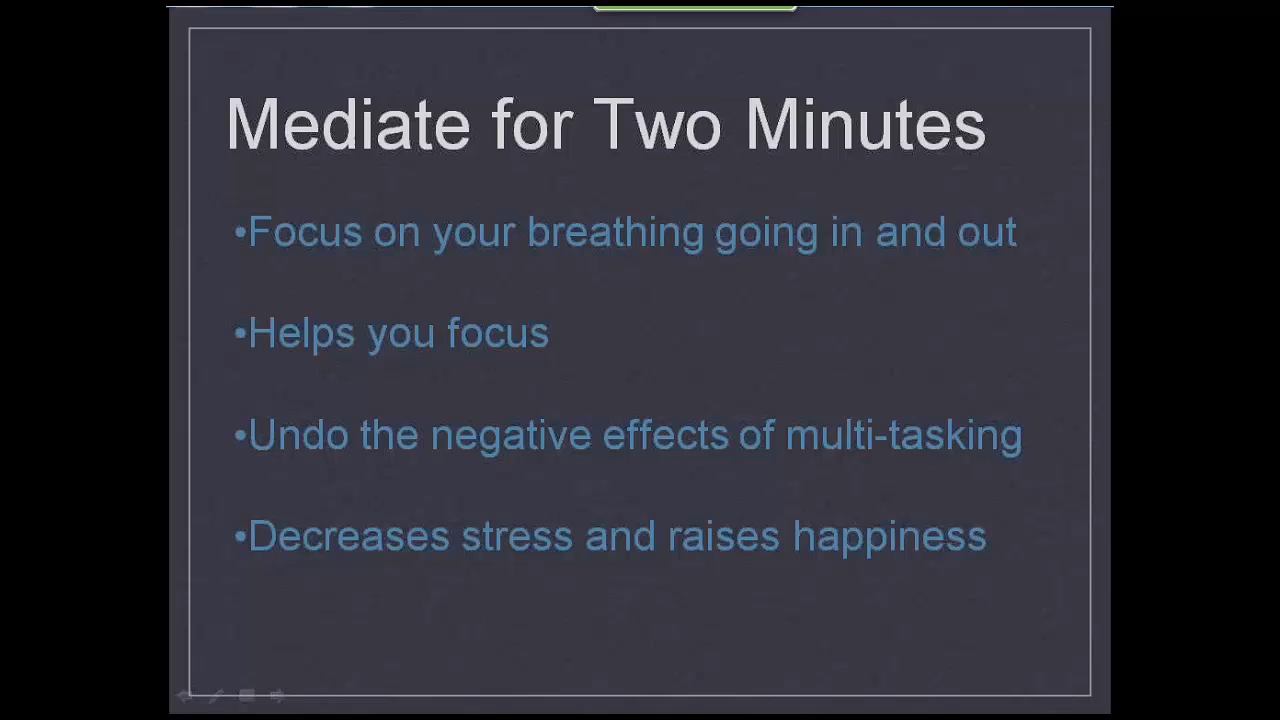 Mediate for Two Minutes
•Focus on your breathing going in and out
•Helps you focus
•Undo the negative effects of multi-tasking
•Decreases stress and raises happiness